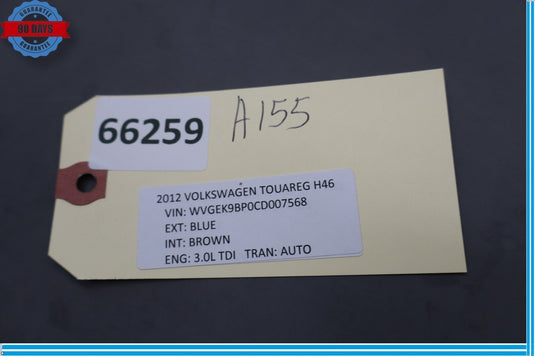 GUARANTEE
90 DAYS
GUARANTEE
66259
A155
2012 VOLKSWAGEN TOUAREG H46
VIN: WVGEK9BP0CD007568
EXT: BLUE
INT: BROWN
ENG: 3.0L TDI TRAN: AUTO